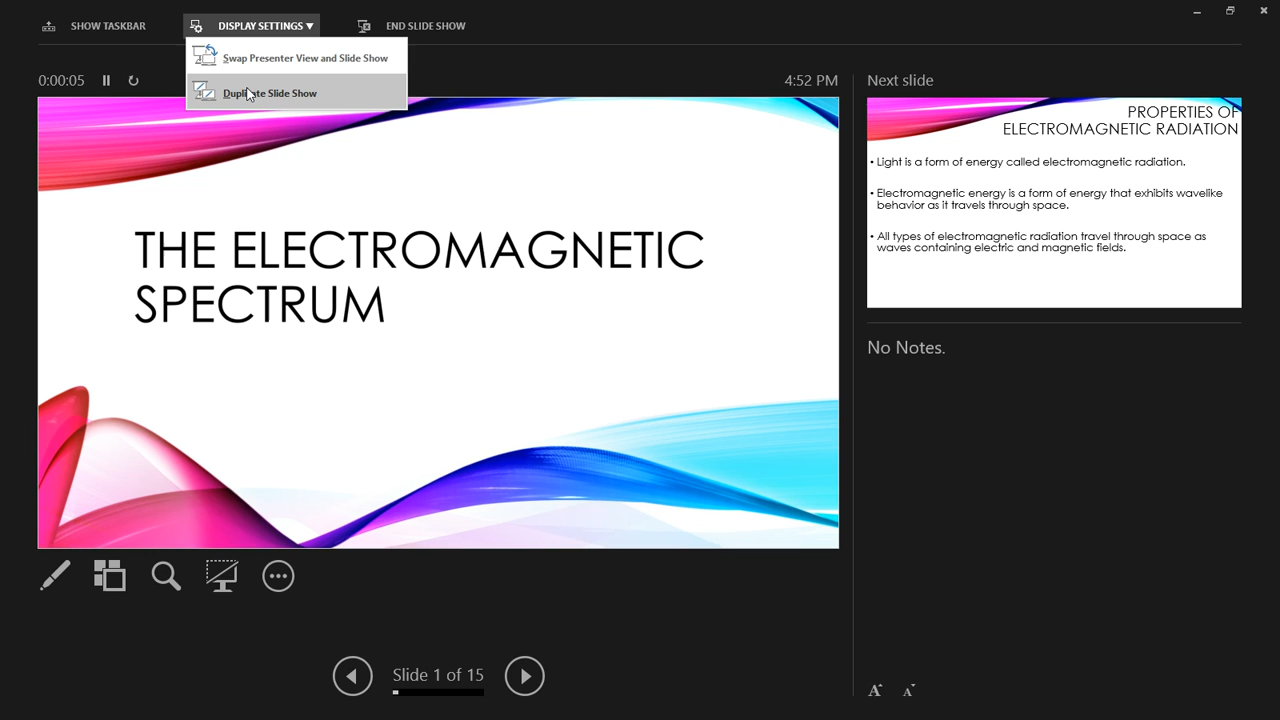 SHOW TASKBAR
DISPLAY SETTINGS ▾
END SLIDE SHOW
Swap Presenter View and Slide Show
Duplicate Slide Show
0:00:05
4:52 PM
Next slide
THE ELECTROMAGNETIC
SPECTRUM
PROPERTIES OF
ELECTROMAGNETIC RADIATION
• Light is a form of energy called electromagnetic radiation.
• Electromagnetic energy is a form of energy that exhibits wavelike
behavior as it travels through space.
• All types of electromagnetic radiation travel through space as
waves containing electric and magnetic fields.
No Notes.
Slide 1 of 15
A A